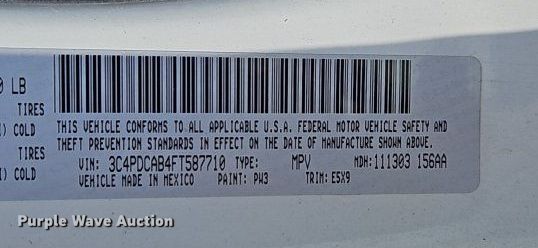 0 LB
TIRES
) COLD
TIRES
) COLD
THIS VEHICLE CONFORMS TO ALL APPLICABLE U.S.A. FEDERAL MOTOR VEHICLE SAFETY AND
THEFT PREVENTION STANDARDS IN EFFECT ON THE DATE OF MANUFACTURE SHOWN ABOVE.
VIN: 3C4PDCAB4FT587710 TYPE: MPV MDH: 111303 156AA
VEHICLE MADE IN MEXICO PAINT: PW3 TRIM: E5X9
Purple Wave Auction